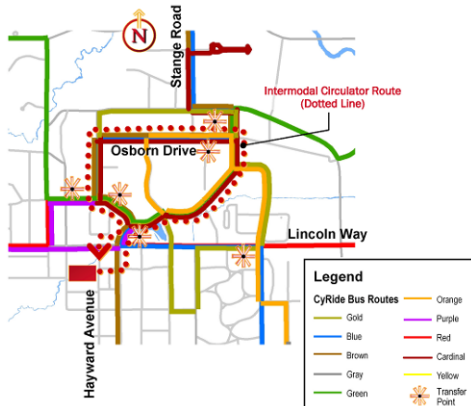 N
Stange Road
Intermodal Circulator Route
(Dotted Line)
Osborn Drive
Lincoln Way
Hayward Avenue
Legend
CyRide Bus Routes
Gold
Blue
Brown
Gray
Green
Orange
Purple
Red
Cardinal
Yellow
Transfer
Point